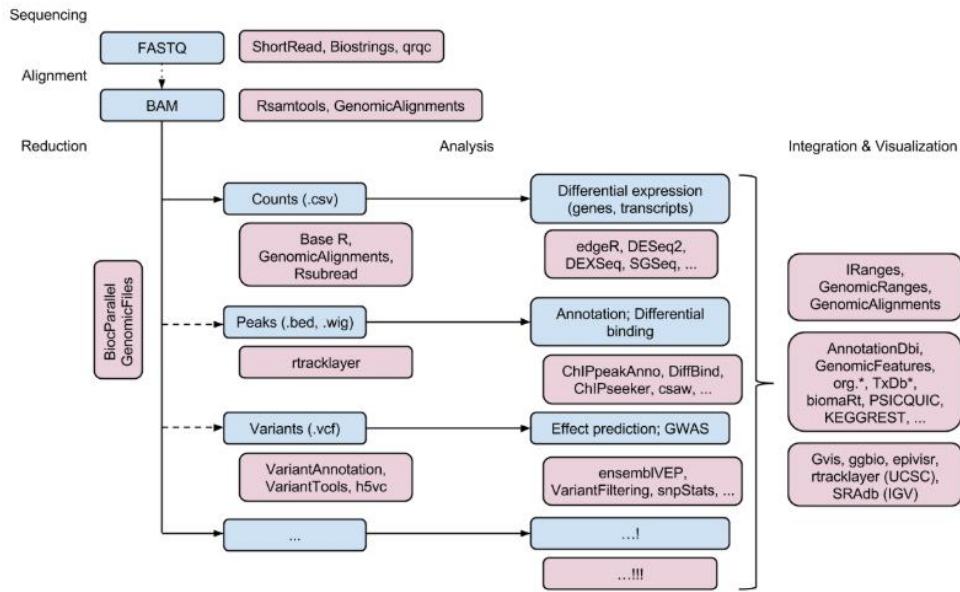 Sequencing
FASTQ
ShortRead, Biostrings, qrqc
Alignment
BAM
Rsamtools, GenomicAlignments
Reduction
Analysis
Integration & Visualization
Counts (.csv)
Differential expression
(genes, transcripts)
Base R,
GenomicAlignments,
Rsubread
edgeR, DESeq2,
DEXSeq, SGSeq, ...
BiocParallel
GenomicFiles
Peaks (.bed, .wig)
Annotation; Differential
binding
rtracklayer
ChIPpeakAnno, DiffBind,
ChIPseeker, csaw, ...
Variants (.vcf)
Effect prediction; GWAS
VariantAnnotation,
VariantTools, h5vc
ensemblVEP,
VariantFiltering, snpStats, ...
...
...!
...!!!
IRanges,
GenomicRanges,
GenomicAlignments
AnnotationDbi,
GenomicFeatures,
org.*, TxDb*,
biomaRt, PSICQUIC,
KEGGREST, ...
Gvis, ggbio, epivisr,
rtracklayer (UCSC),
SRAdb (IGV)